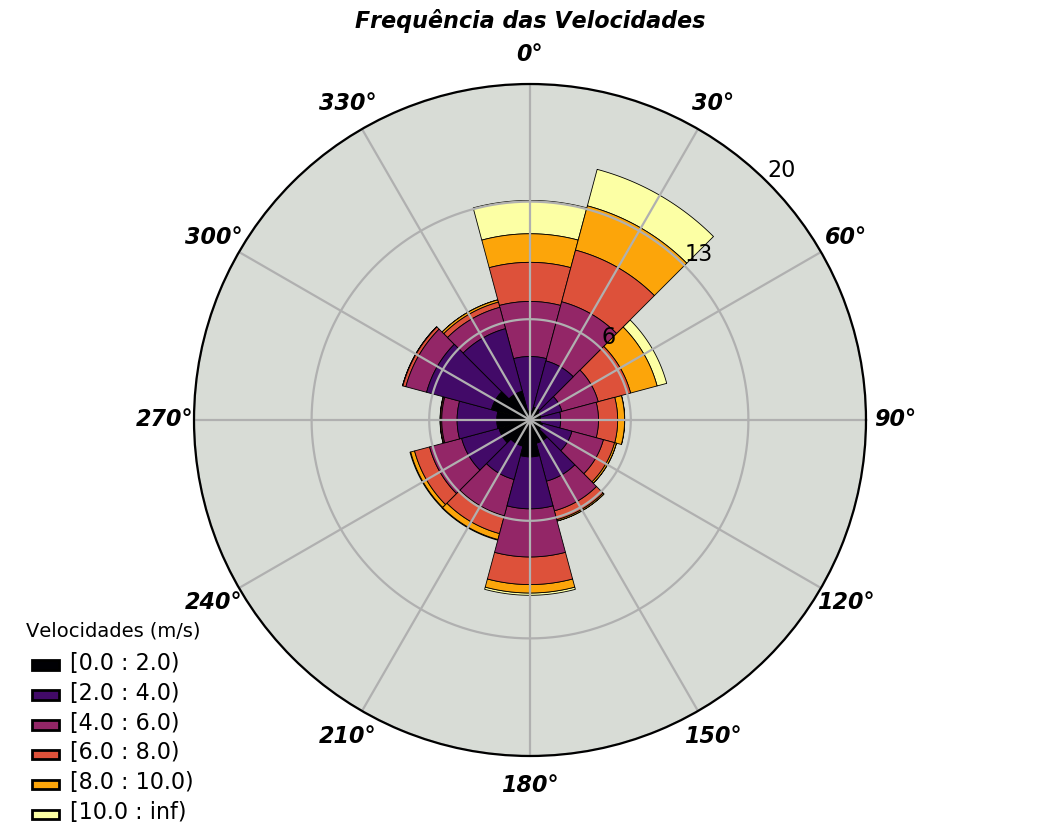 Frequência das Velocidades
0°
330°
30°
20
300°
60°
13
6
270°
90°
240°
120°
210°
150°
180°
Velocidades (m/s)
[0.0 : 2.0)
[2.0 : 4.0)
[4.0 : 6.0)
[6.0 : 8.0)
[8.0 : 10.0)
[10.0 : inf)